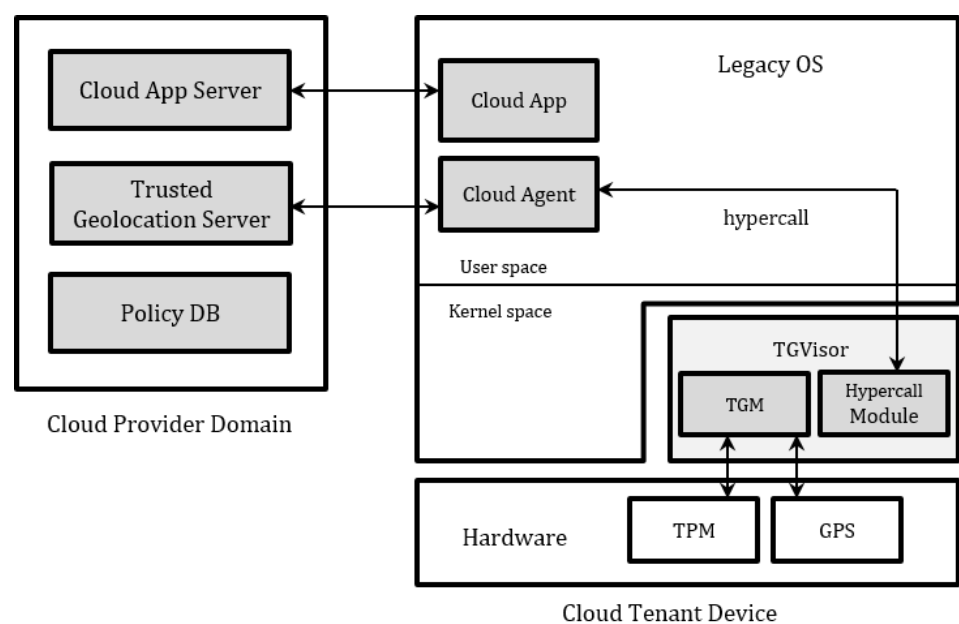 Cloud App Server
Trusted
Geolocation Server
Policy DB
Cloud Provider Domain
Legacy OS
Cloud App
Cloud Agent
hypercall
User space
Kernel space
TGVisor
TGM
Hypercall
Module
Hardware
TPM
GPS
Cloud Tenant Device